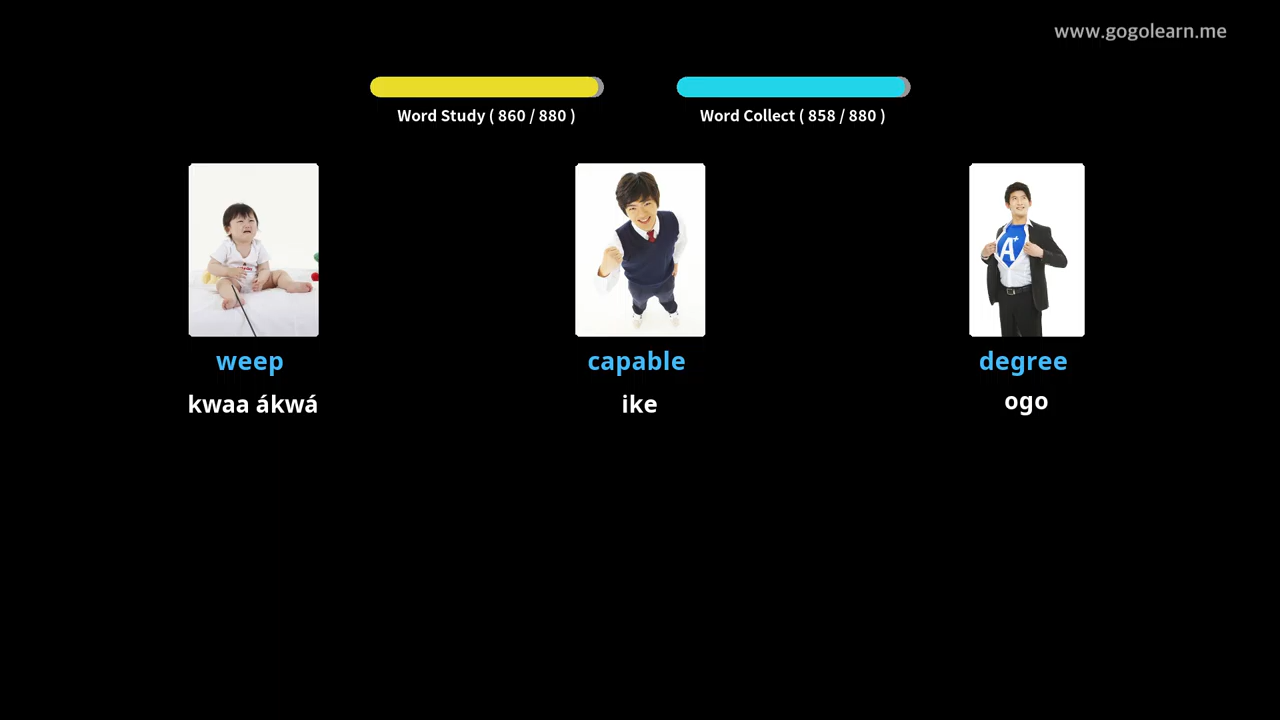 www.gogolearn.me
Word Study ( 860 / 880 )
Word Collect ( 858 / 880 )
A+
weep
capable
degree
kwaa ákwá
ike
ogo